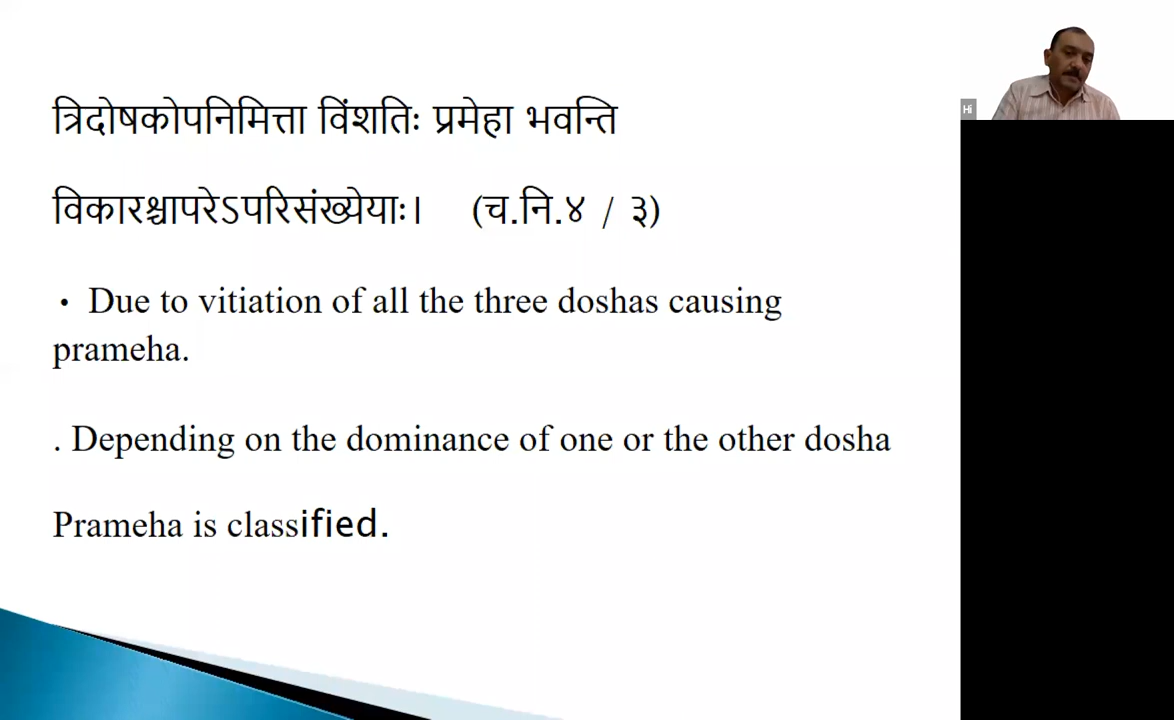 त्रिदोषकोपनिमित्ता विंशतिः प्रमेहा भवन्ति
विकारश्चापरेऽपरिसंख्येयाः। (च.नि.४ / ३)
• Due to vitiation of all the three doshas causing
prameha.
. Depending on the dominance of one or the other dosha
Prameha is classified.
Hi